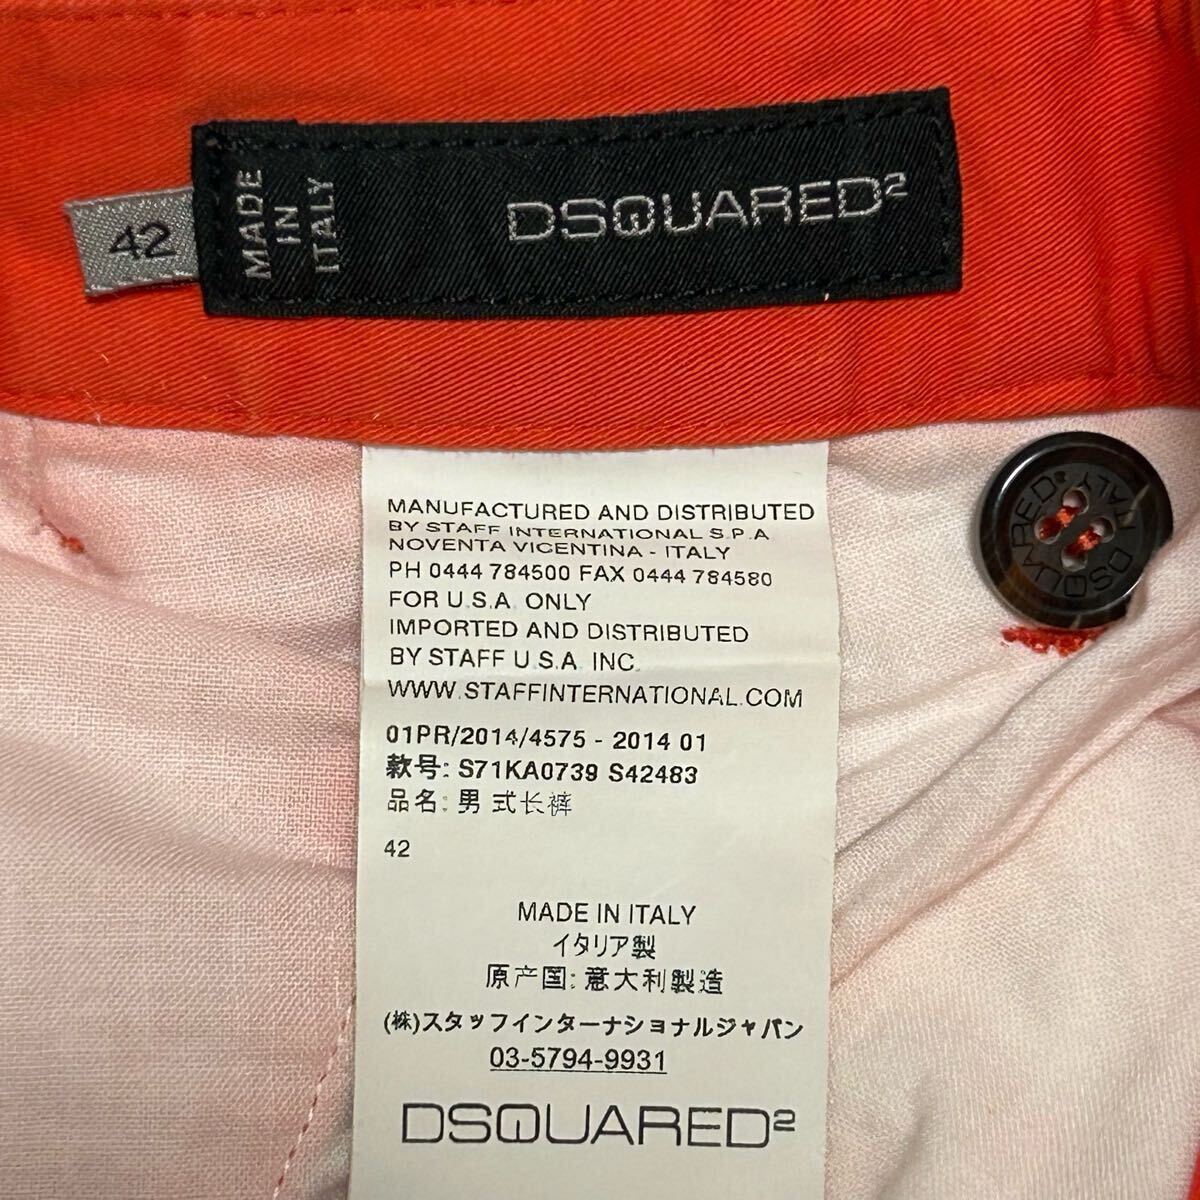 42
MADE
IN
ITALY
DSQUARED²
MANUFACTURED AND DISTRIBUTED
BY STAFF INTERNATIONAL S.P.A
NOVENTA VICENTINA - ITALY
PH 0444 784500 FAX 0444 784580
FOR U.S.A. ONLY
IMPORTED AND DISTRIBUTED
BY STAFF U.S.A. INC.
WWW.STAFFINTERNATIONAL.COM
01PR/2014/4575 - 2014 01
款号: S71KA0739 S42483
品名: 男式长裤
42
MADE IN ITALY
イタリア製
原产国: 意大利製造
(株)スタッフインターナショナルジャパン
03-5794-9931
DSQUARED²
DSQUARED² ITALY